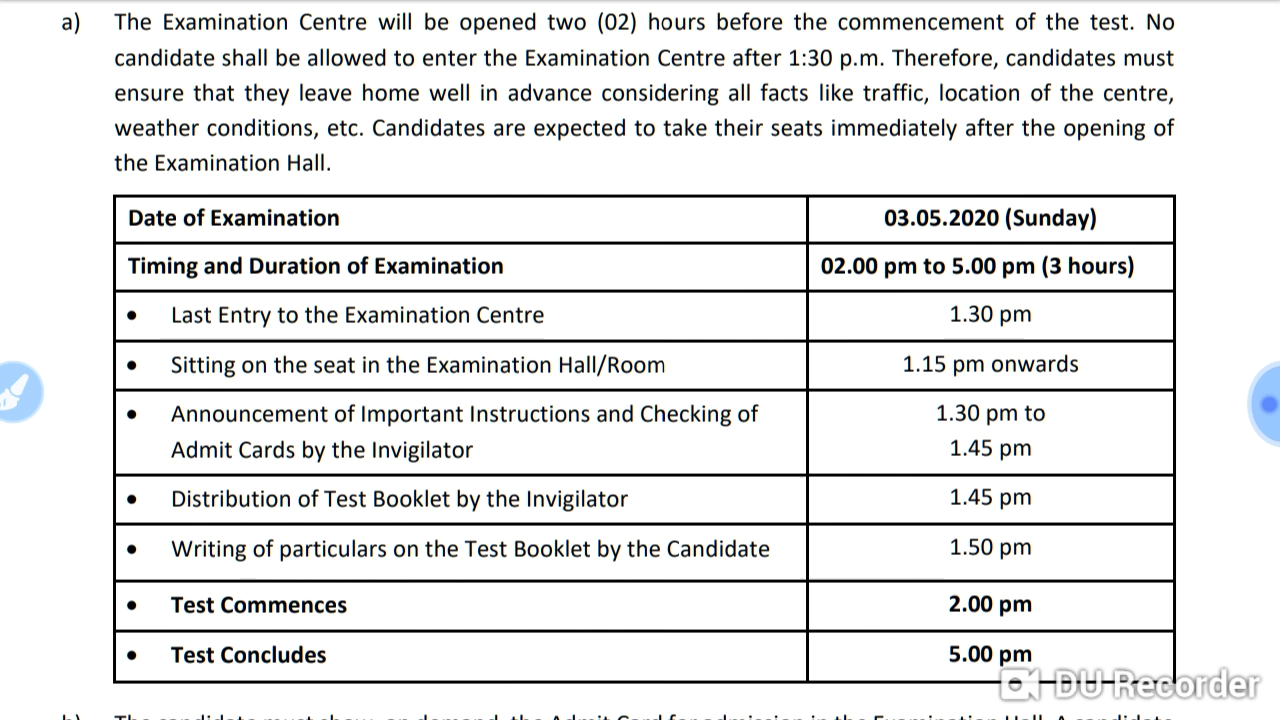 a) The Examination Centre will be opened two (02) hours before the commencement of the test. No
candidate shall be allowed to enter the Examination Centre after 1:30 p.m. Therefore, candidates must
ensure that they leave home well in advance considering all facts like traffic, location of the centre,
weather conditions, etc. Candidates are expected to take their seats immediately after the opening of
the Examination Hall.
Date of Examination 03.05.2020 (Sunday)
Timing and Duration of Examination 02.00 pm to 5.00 pm (3 hours)
• Last Entry to the Examination Centre 1.30 pm
• Sitting on the seat in the Examination Hall/Room 1.15 pm onwards
• Announcement of Important Instructions and Checking of 1.30 pm to
Admit Cards by the Invigilator 1.45 pm
• Distribution of Test Booklet by the Invigilator 1.45 pm
• Writing of particulars on the Test Booklet by the Candidate 1.50 pm
• Test Commences 2.00 pm
• Test Concludes 5.00 pm
DU Recorder